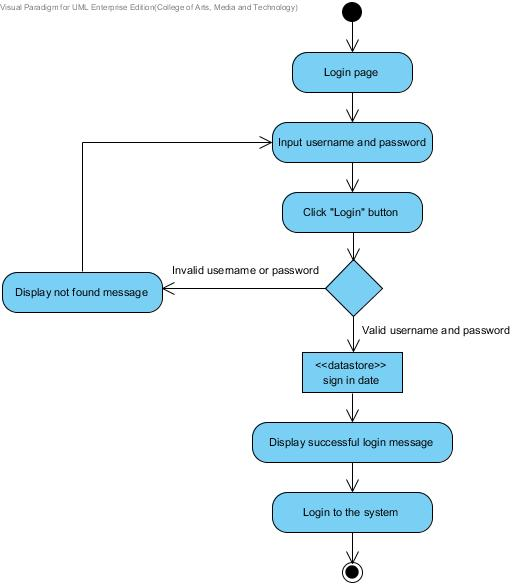 Visual Paradigm for UML Enterprise Edition(College of Arts, Media and Technology)
Login page
Input username and password
Click "Login" button
Invalid username or password
Display not found message
Valid username and password
<<datastore>>
sign in date
Display successful login message
Login to the system